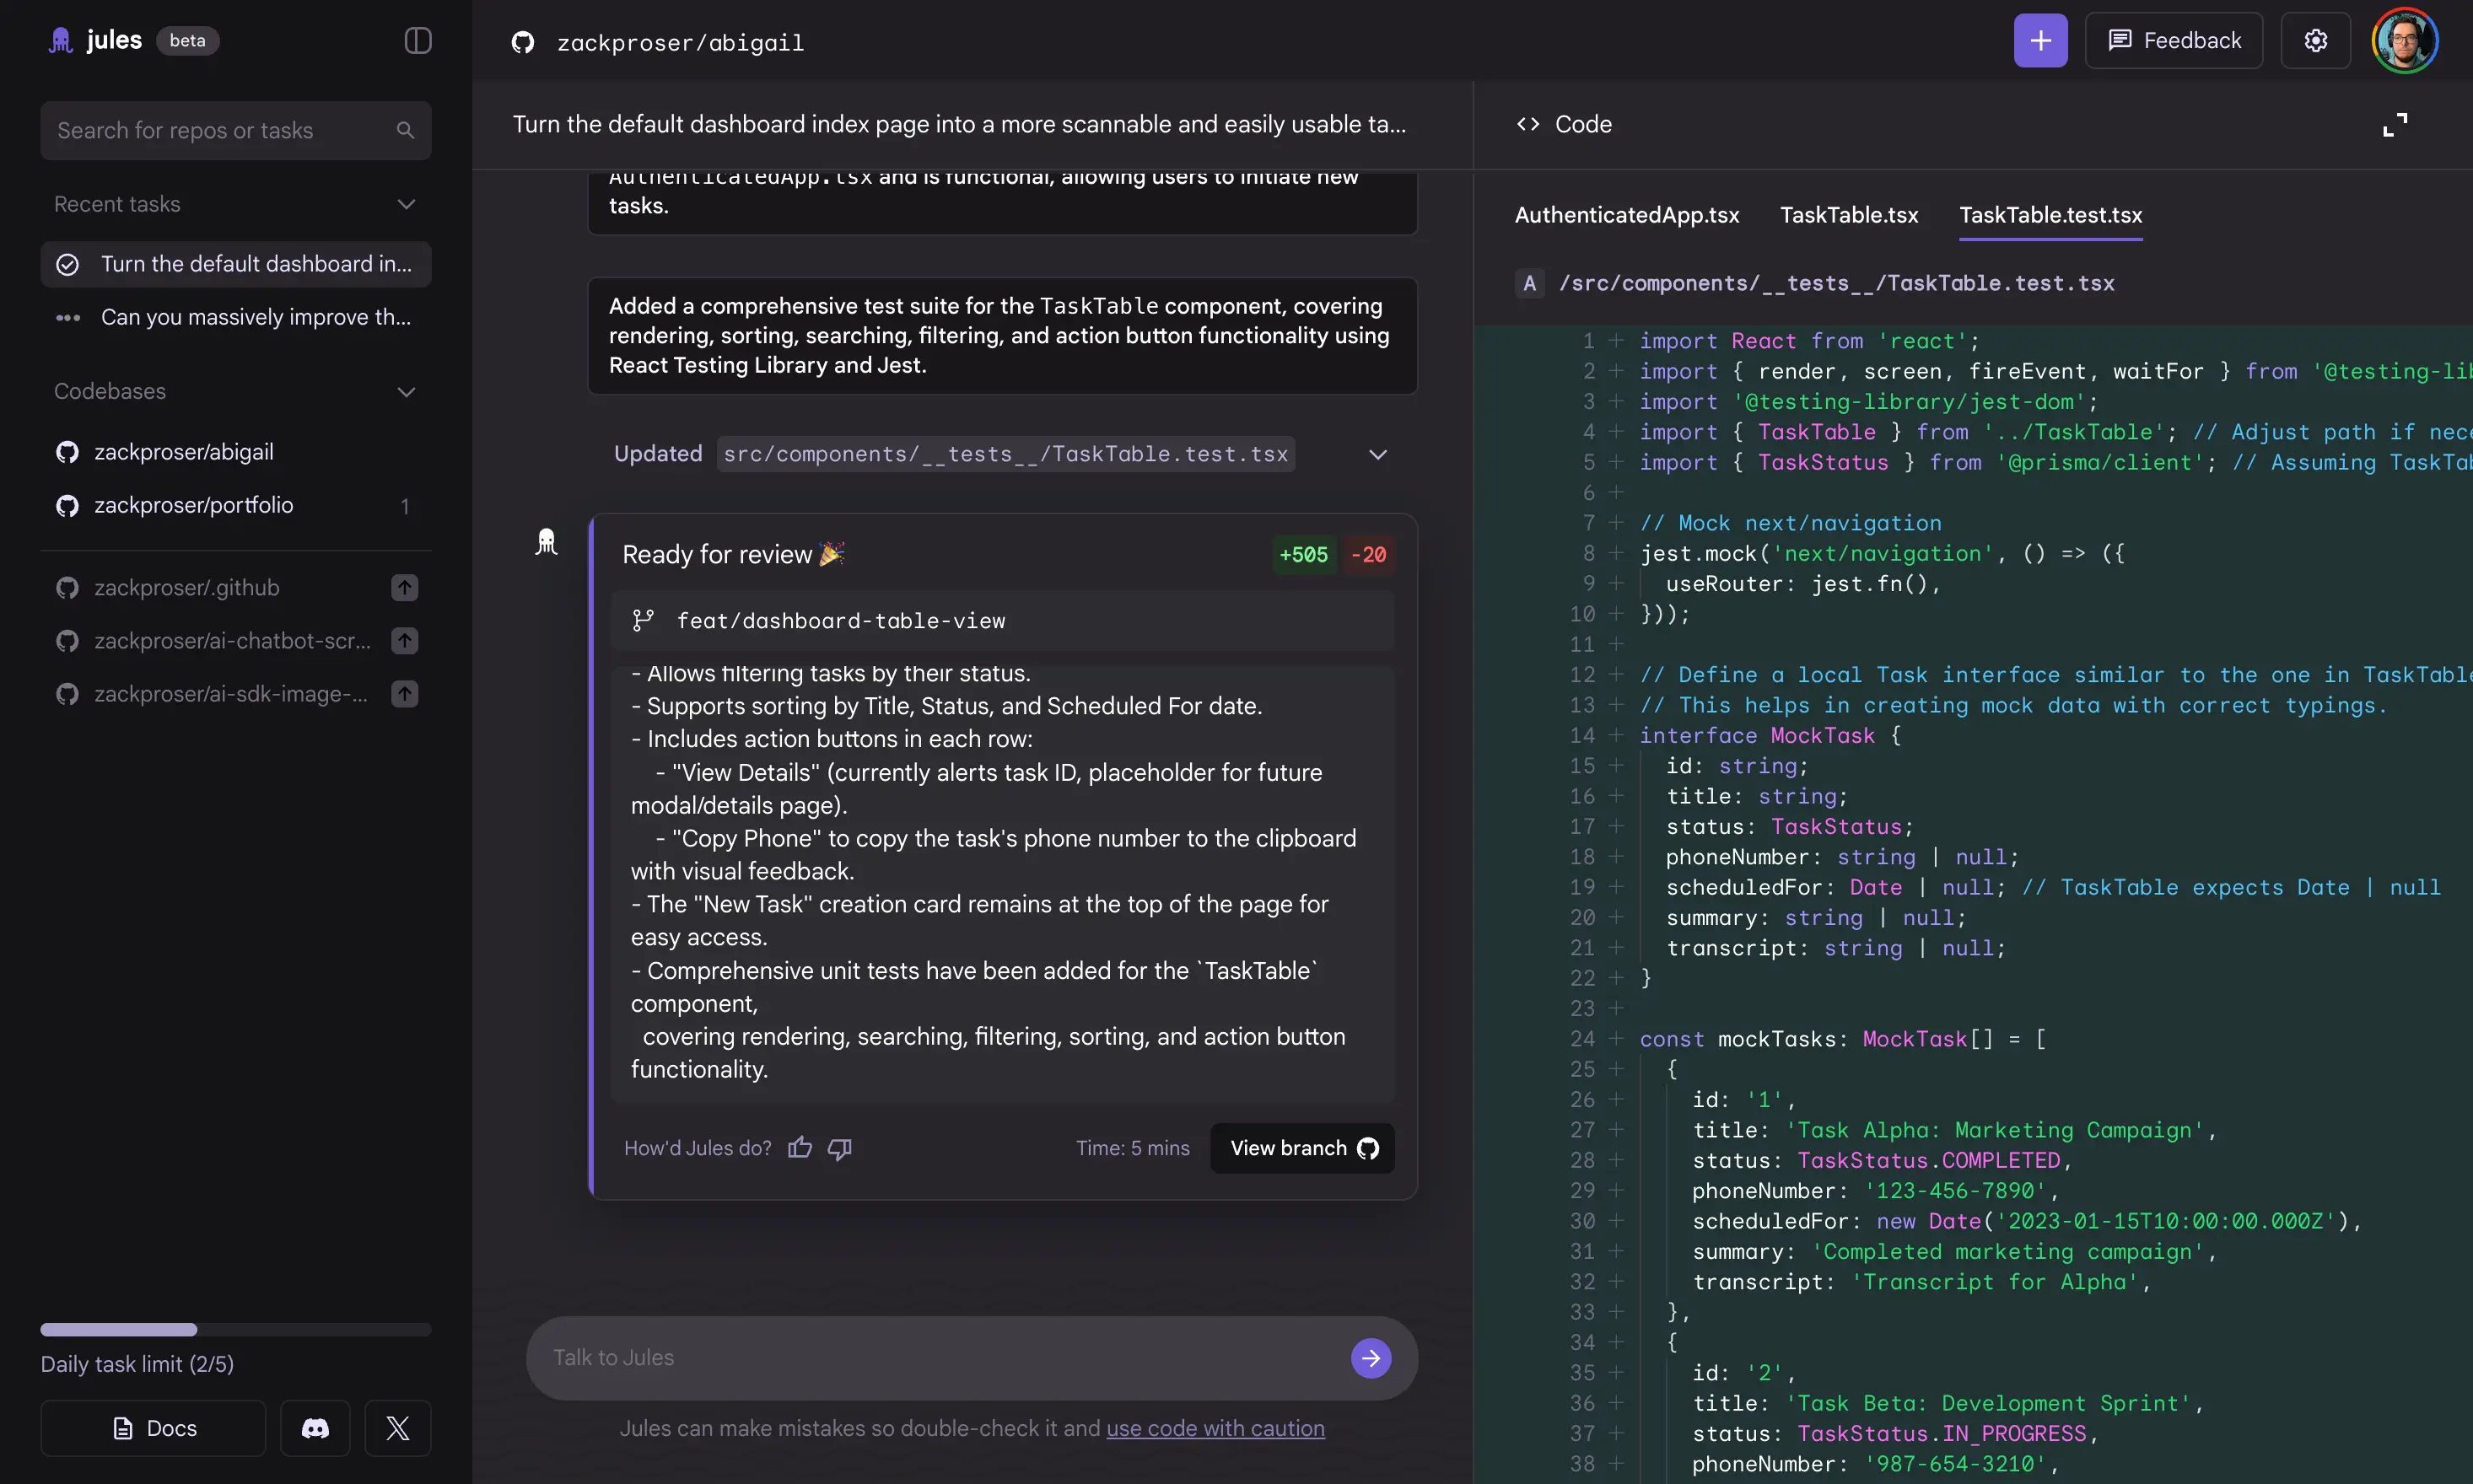 jules beta
Search for repos or tasks
Recent tasks
Turn the default dashboard in...
Can you massively improve th...
Codebases
zackproser/abigail
zackproser/portfolio 1
zackproser/.github
zackproser/ai-chatbot-scr...
zackproser/ai-sdk-image-...
Daily task limit (2/5)
Docs
zackproser/abigail
Feedback
Turn the default dashboard index page into a more scannable and easily usable ta...
AuthenticatedApp.tsx and is functional, allowing users to initiate new
tasks.
Added a comprehensive test suite for the TaskTable component, covering
rendering, sorting, searching, filtering, and action button functionality using
React Testing Library and Jest.
Updated src/components/__tests__/TaskTable.test.tsx
Ready for review 🎉 +505 -20
feat/dashboard-table-view
- Allows filtering tasks by their status.
- Supports sorting by Title, Status, and Scheduled For date.
- Includes action buttons in each row:
- "View Details" (currently alerts task ID, placeholder for future
modal/details page).
- "Copy Phone" to copy the task's phone number to the clipboard
with visual feedback.
- The "New Task" creation card remains at the top of the page for
easy access.
- Comprehensive unit tests have been added for the `TaskTable`
component,
covering rendering, searching, filtering, sorting, and action button
functionality.
How'd Jules do? Time: 5 mins View branch
Talk to Jules
Jules can make mistakes so double-check it and use code with caution
<> Code
AuthenticatedApp.tsx TaskTable.tsx TaskTable.test.tsx
A /src/components/__tests__/TaskTable.test.tsx
1 + import React from 'react';
2 + import { render, screen, fireEvent, waitFor } from '@testing-lib
3 + import '@testing-library/jest-dom';
4 + import { TaskTable } from '../TaskTable'; // Adjust path if nece
5 + import { TaskStatus } from '@prisma/client'; // Assuming TaskTab
6 +
7 + // Mock next/navigation
8 + jest.mock('next/navigation', () => ({
9 + useRouter: jest.fn(),
10 + }));
11 +
12 + // Define a local Task interface similar to the one in TaskTable
13 + // This helps in creating mock data with correct typings.
14 + interface MockTask {
15 + id: string;
16 + title: string;
17 + status: TaskStatus;
18 + phoneNumber: string | null;
19 + scheduledFor: Date | null; // TaskTable expects Date | null
20 + summary: string | null;
21 + transcript: string | null;
22 + }
23 +
24 + const mockTasks: MockTask[] = [
25 + {
26 + id: '1',
27 + title: 'Task Alpha: Marketing Campaign',
28 + status: TaskStatus.COMPLETED,
29 + phoneNumber: '123-456-7890',
30 + scheduledFor: new Date('2023-01-15T10:00:00.000Z'),
31 + summary: 'Completed marketing campaign',
32 + transcript: 'Transcript for Alpha',
33 + },
34 + {
35 + id: '2',
36 + title: 'Task Beta: Development Sprint',
37 + status: TaskStatus.IN_PROGRESS,
38 + phoneNumber: '987-654-3210',